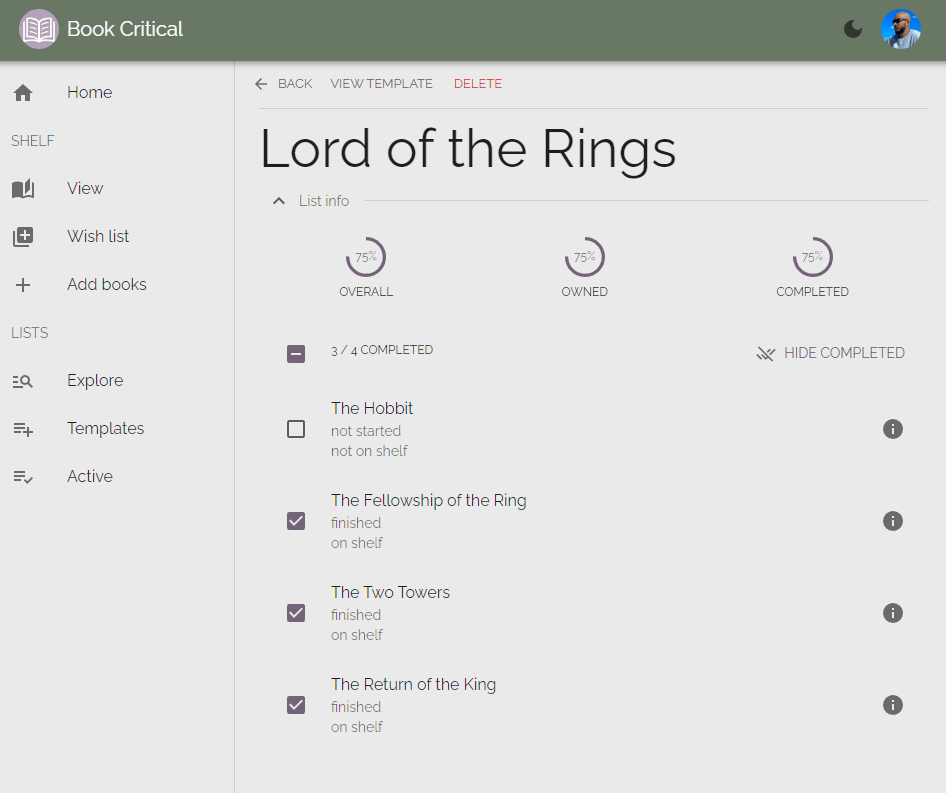 Book Critical
BACK VIEW TEMPLATE DELETE
Home
SHELF
View
Wish list
Add books
LISTS
Explore
Templates
Active
Lord of the Rings
List info
75% 75% 75%
OVERALL OWNED COMPLETED
3 / 4 COMPLETED HIDE COMPLETED
The Hobbit
not started
not on shelf
The Fellowship of the Ring
finished
on shelf
The Two Towers
finished
on shelf
The Return of the King
finished
on shelf